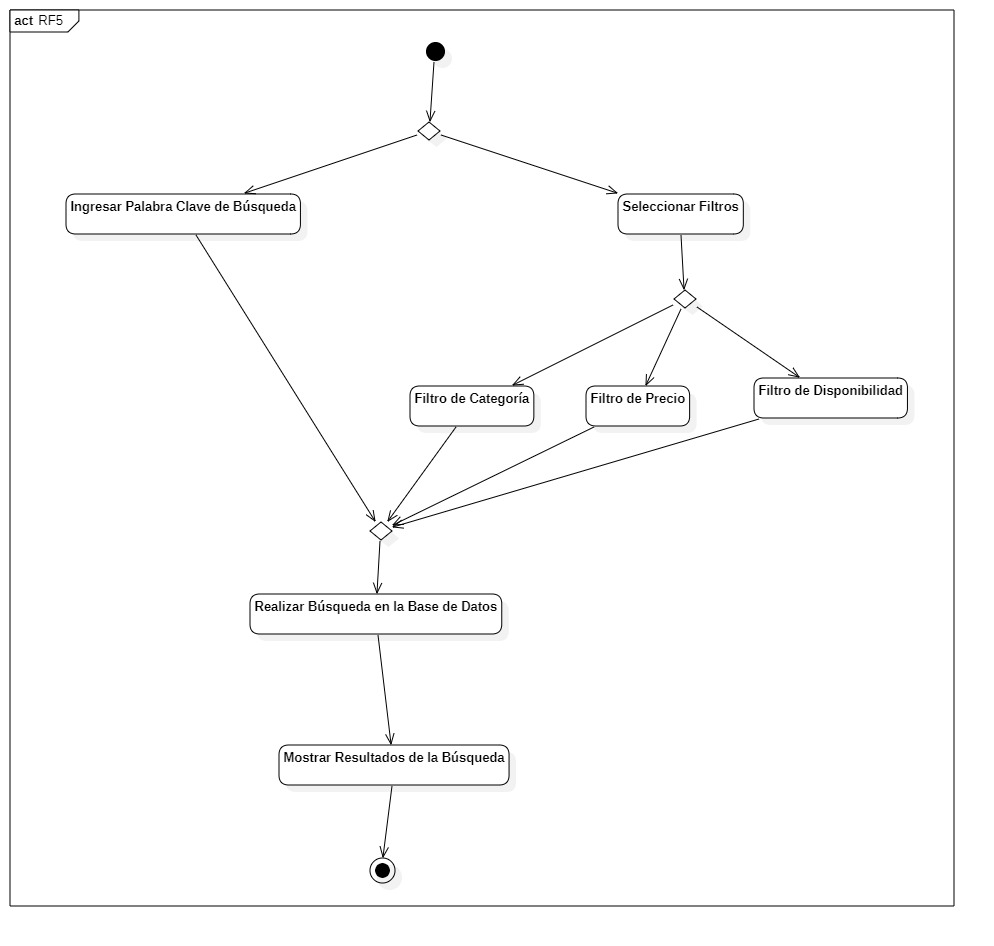 act RF5
Ingresar Palabra Clave de Búsqueda
Seleccionar Filtros
Filtro de Categoría
Filtro de Precio
Filtro de Disponibilidad
Realizar Búsqueda en la Base de Datos
Mostrar Resultados de la Búsqueda